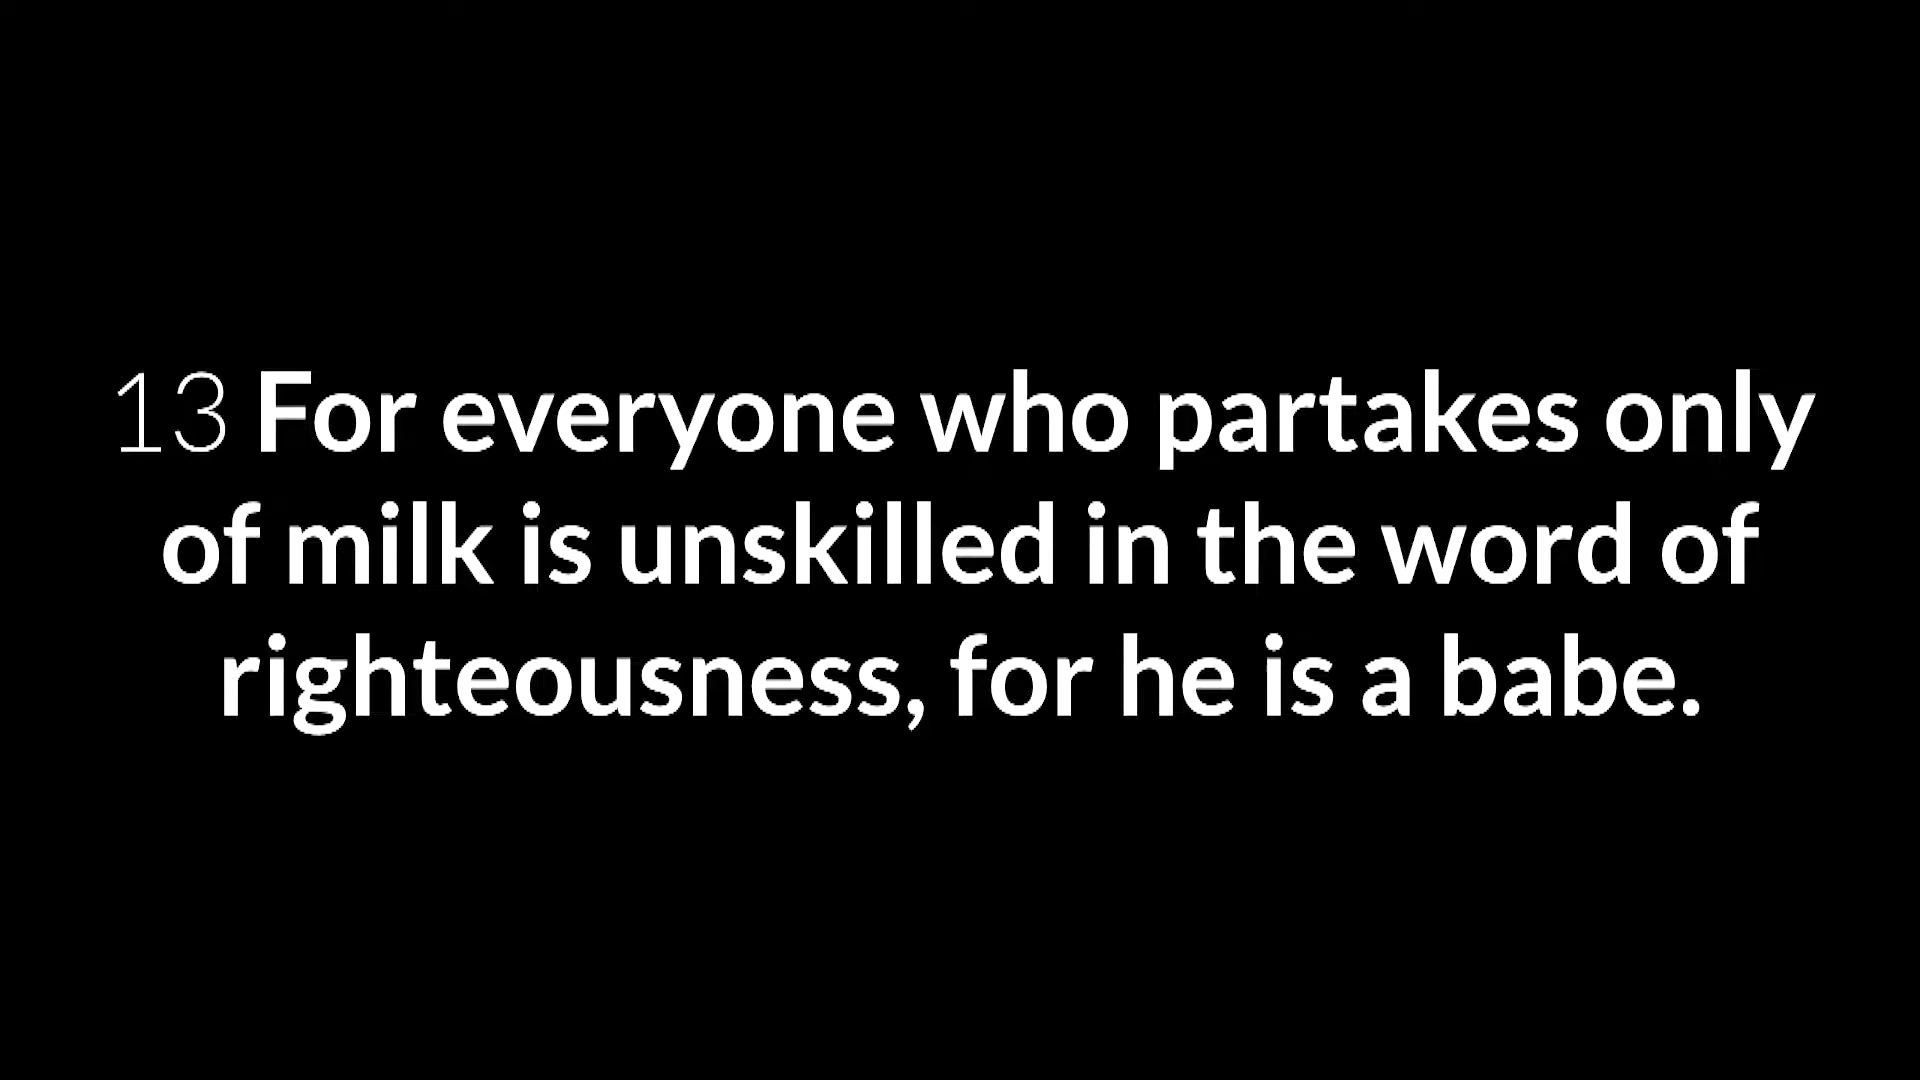 13 For everyone who partakes only
of milk is unskilled in the word of
righteousness, for he is a babe.